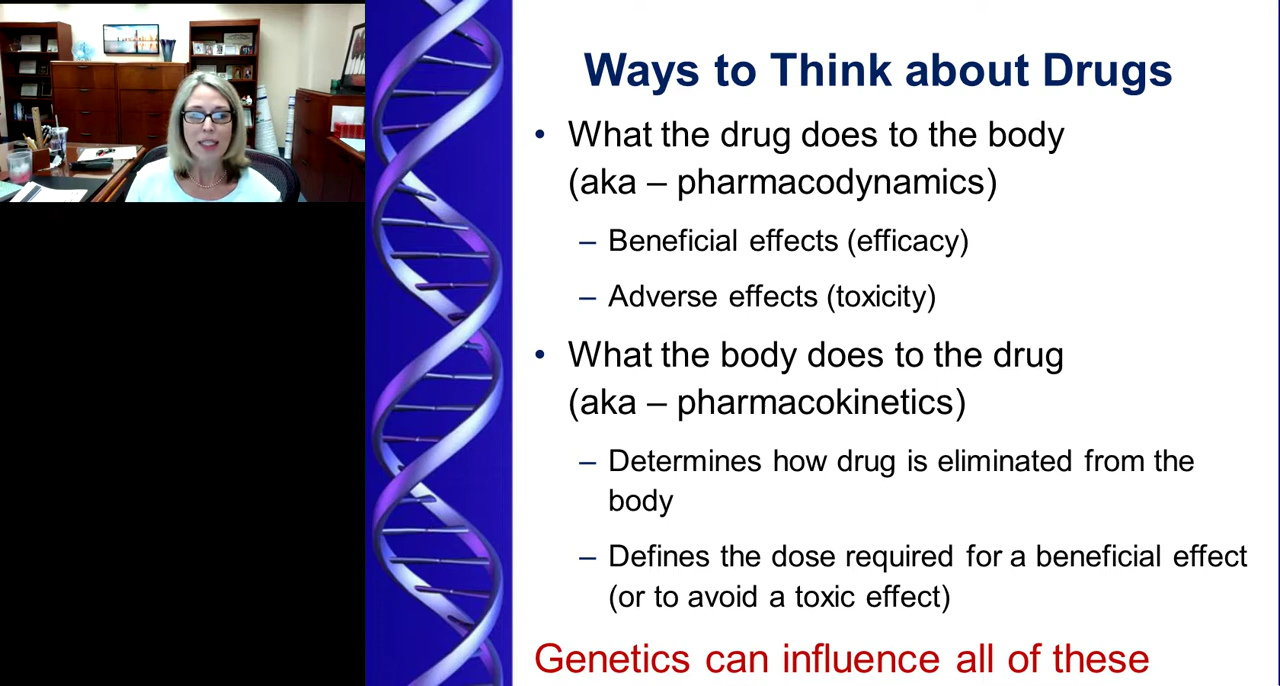 Ways to Think about Drugs
• What the drug does to the body
(aka – pharmacodynamics)
– Beneficial effects (efficacy)
– Adverse effects (toxicity)
• What the body does to the drug
(aka – pharmacokinetics)
– Determines how drug is eliminated from the
body
– Defines the dose required for a beneficial effect
(or to avoid a toxic effect)
Genetics can influence all of these